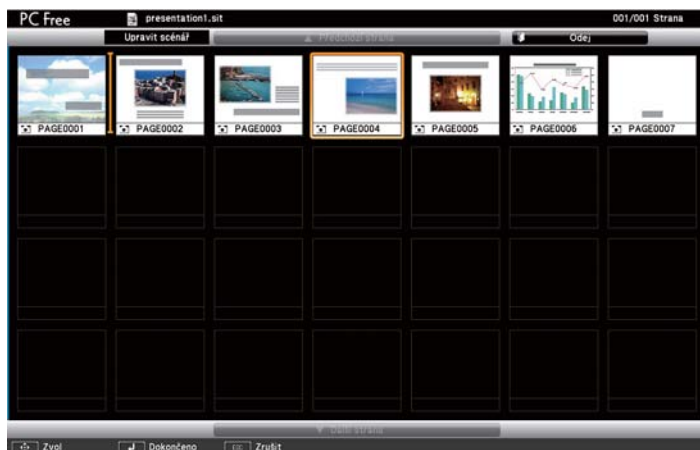 PC Free presentation1.sit 001/001 Strana
Upravit scénář ▲ Předchozí strana Odej
PAGE0001 PAGE0002 PAGE0003 PAGE0004 PAGE0005 PAGE0006 PAGE0007
▼ Další strana
Zvol Dokončeno Esc Zrušit